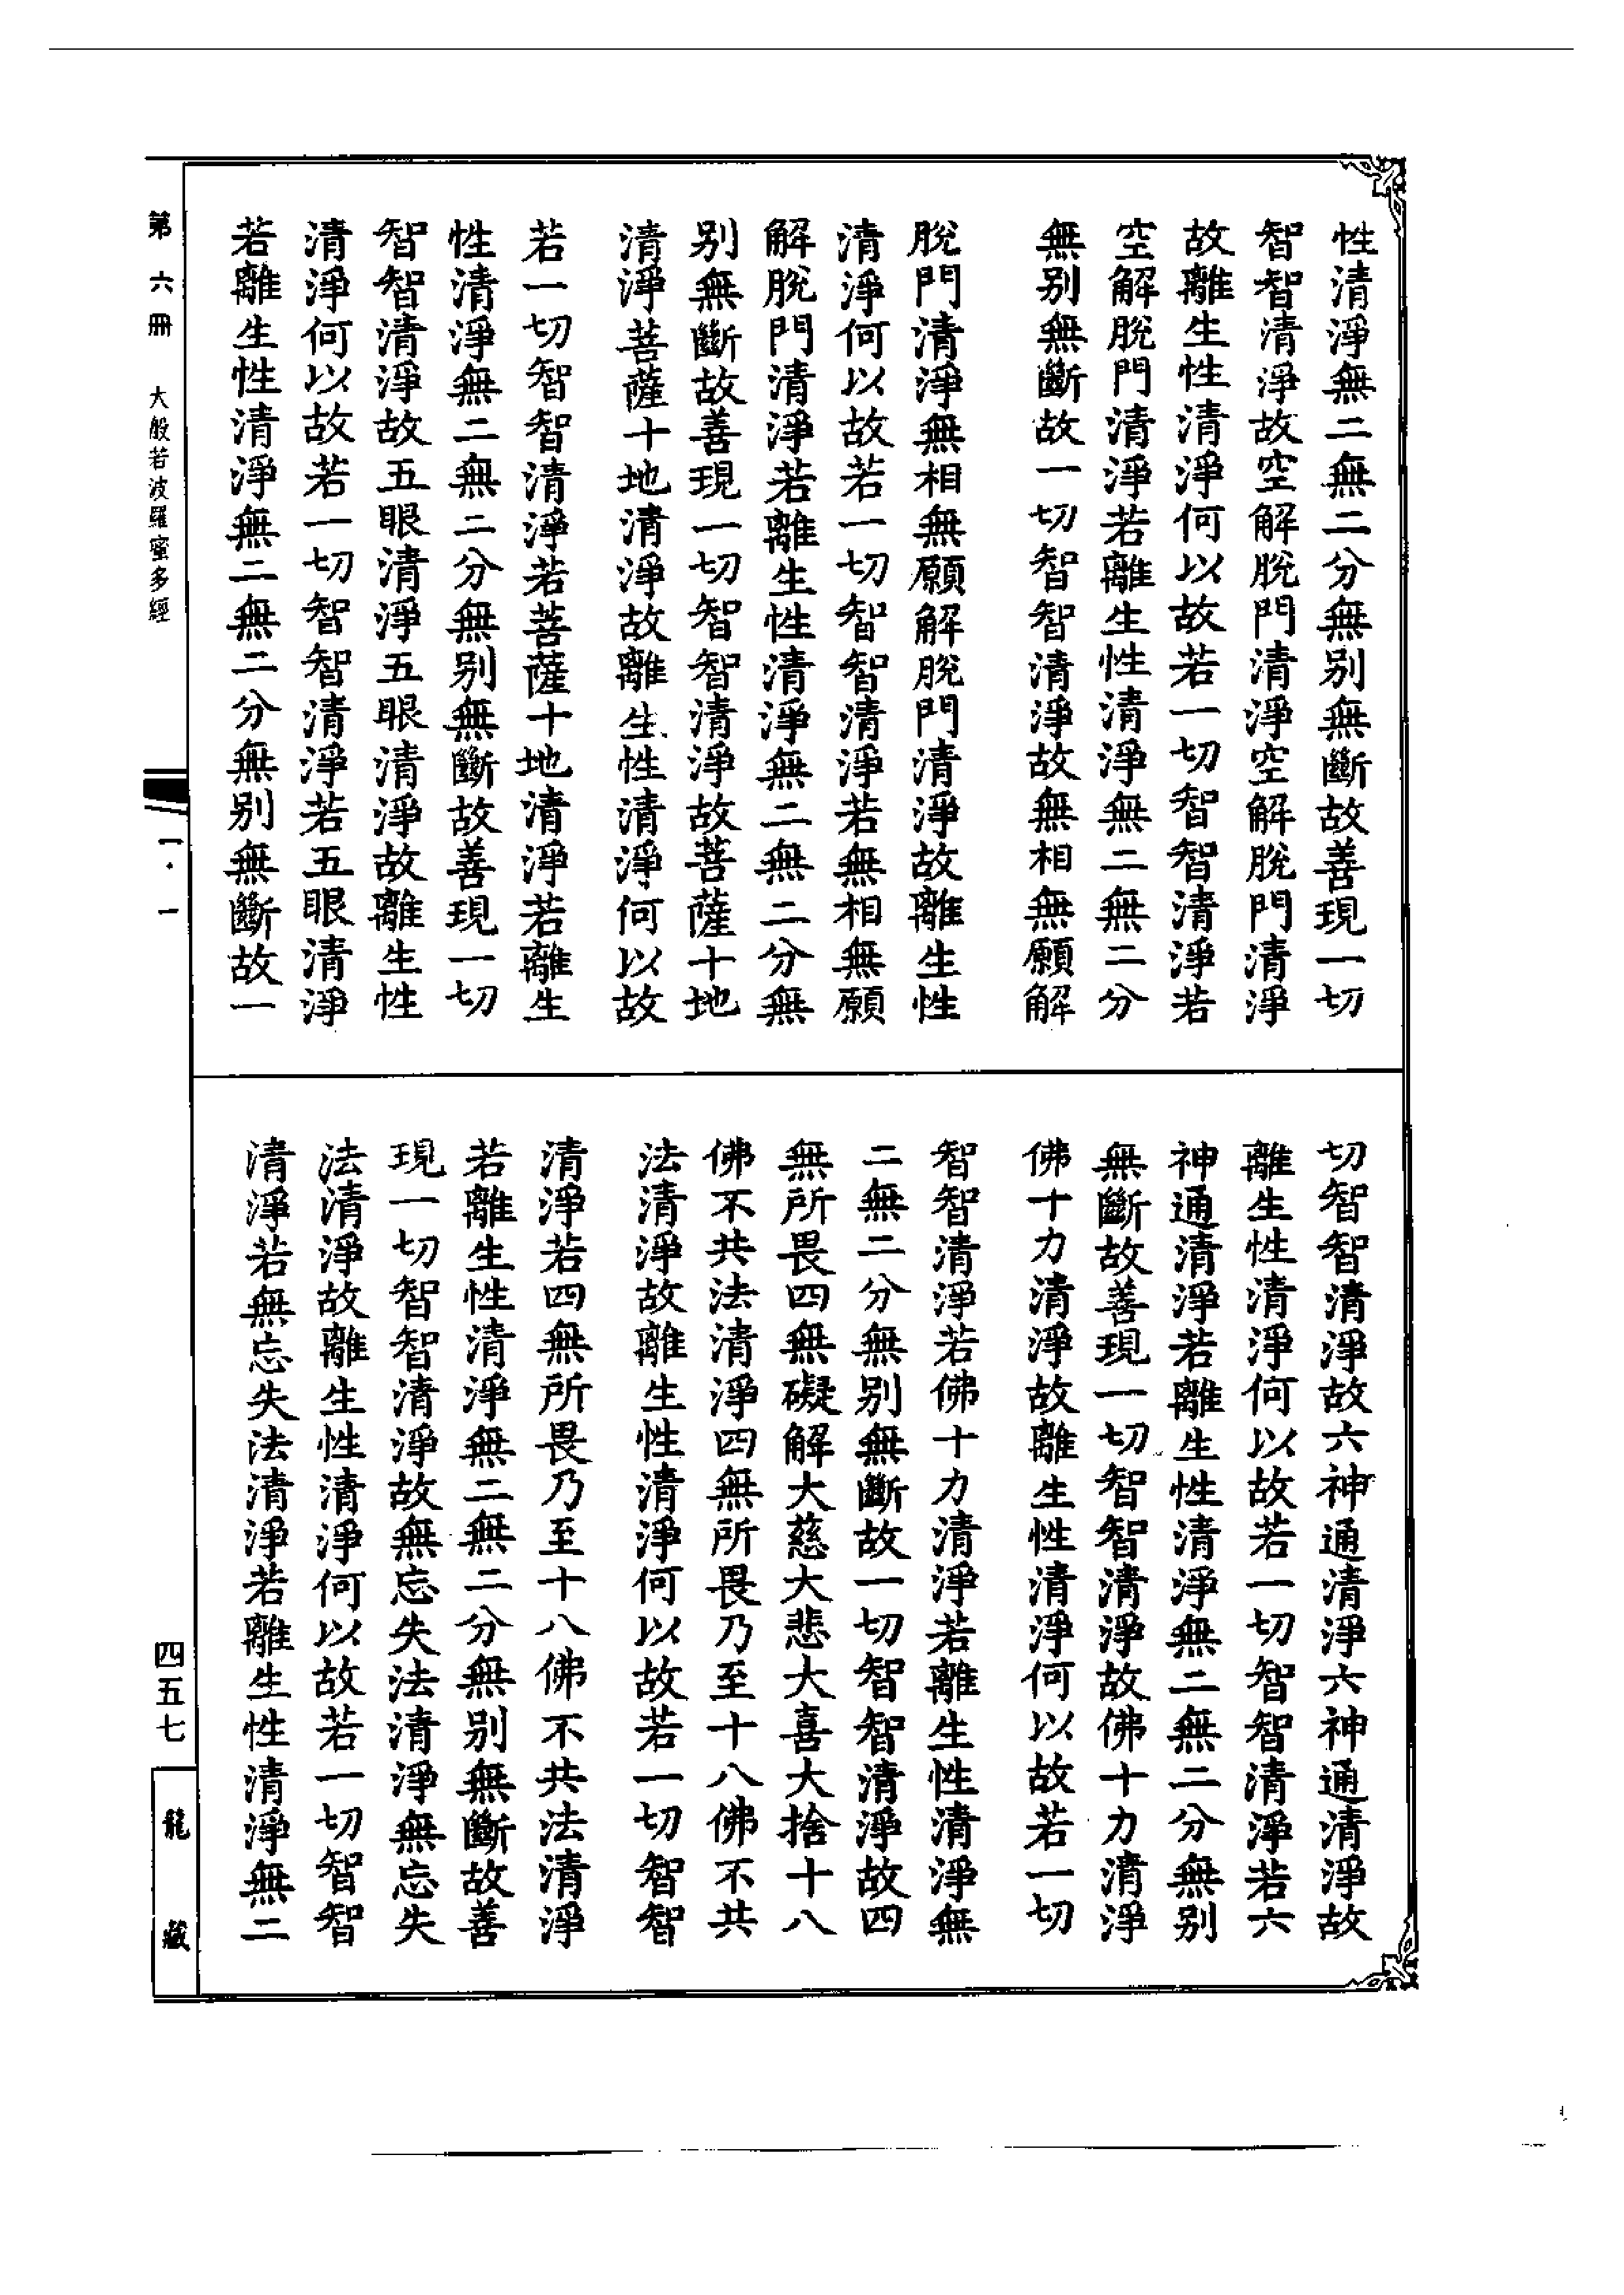 性清淨無二無二分無別無斷故善現一切
智智清淨故空解脫門清淨空解脫門清淨
故離生性清淨何以故若一切智智清淨若
空解脫門清淨若離生性清淨無二無二分
無別無斷故一切智智清淨故無相無願解
脫門清淨無相無願解脫門清淨故離生性
清淨何以故若一切智智清淨若無相無願
解脫門清淨若離生性清淨無二無二分無
別無斷故善現一切智智清淨故菩薩十地
清淨菩薩十地清淨故離生性清淨何以故
若一切智智清淨若菩薩十地清淨若離生
性清淨無二無二分無別無斷故善現一切
智智清淨故五眼清淨五眼清淨故離生性
清淨何以故若一切智智清淨若五眼清淨
若離生性清淨無二無二分無別無斷故一
切智智清淨故六神通清淨六神通清淨故
離生性清淨何以故若一切智智清淨若六
神通清淨若離生性清淨無二無二分無別
無斷故善現一切智智清淨故佛十力清淨
佛十力清淨故離生性清淨何以故若一切
智智清淨若佛十力清淨若離生性清淨無
二無二分無別無斷故一切智智清淨故四
無所畏四無礙解大慈大悲大喜大捨十八
佛不共法清淨四無所畏乃至十八佛不共
法清淨故離生性清淨何以故若一切智智
清淨若四無所畏乃至十八佛不共法清淨
若離生性清淨無二無二分無別無斷故善
現一切智智清淨故無忘失法清淨無忘失
法清淨故離生性清淨何以故若一切智智
清淨若無忘失法清淨若離生性清淨無二
第六冊 大般若波羅蜜多經
一·一
四五七
龍藏